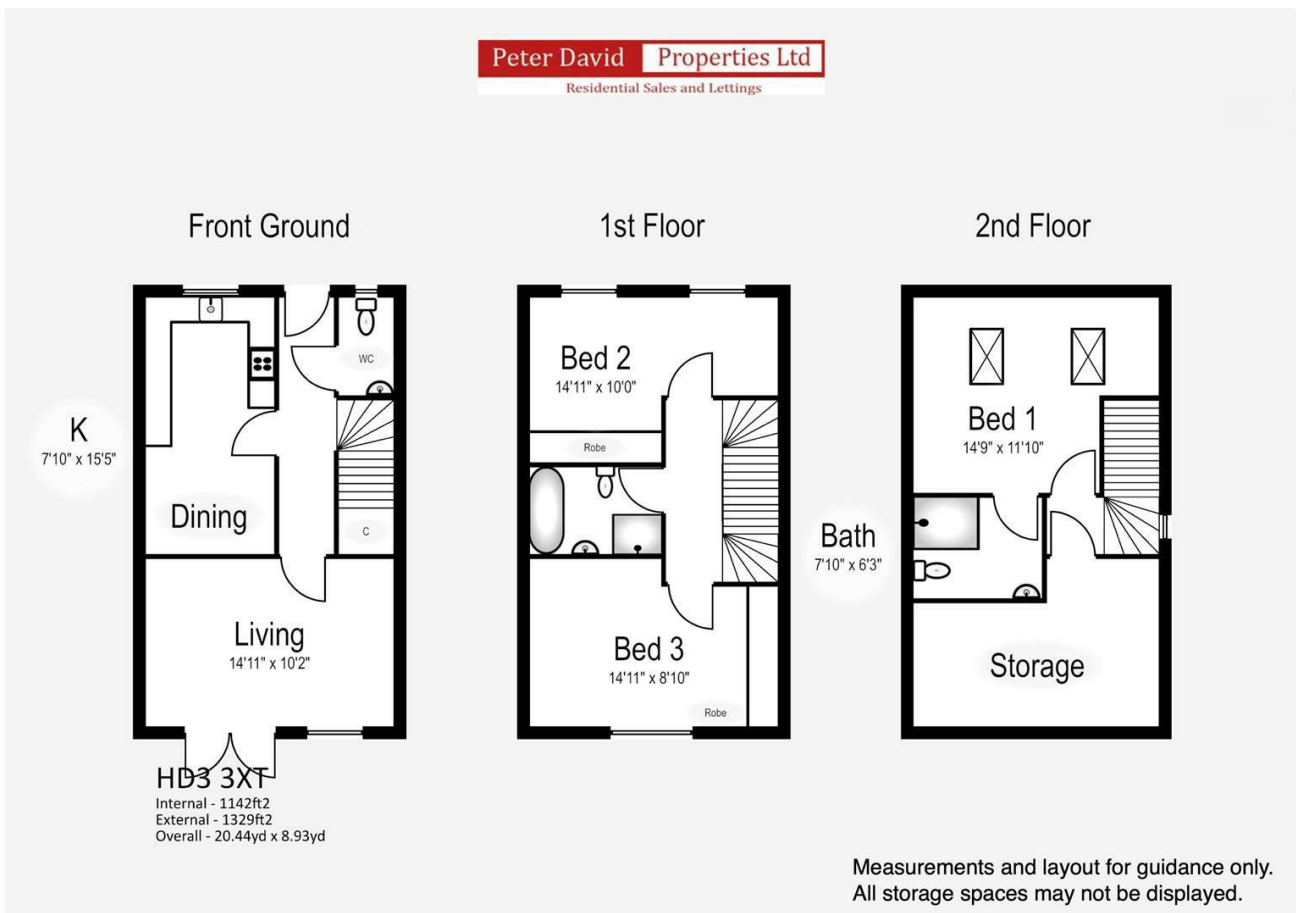 Peter David Properties Ltd
Residential Sales and Lettings
Front Ground
1st Floor
2nd Floor
WC
K
7'10" x 15'5"
Dining
C
Living
14'11" x 10'2"
Bed 2
14'11" x 10'0"
Robe
Bed 3
14'11" x 8'10"
Robe
Bed 1
14'9" x 11'10"
Bath
7'10" x 6'3"
Storage
HD3 3XT
Internal - 1142ft2
External - 1329ft2
Overall - 20.44yd x 8.93yd
Measurements and layout for guidance only.
All storage spaces may not be displayed.